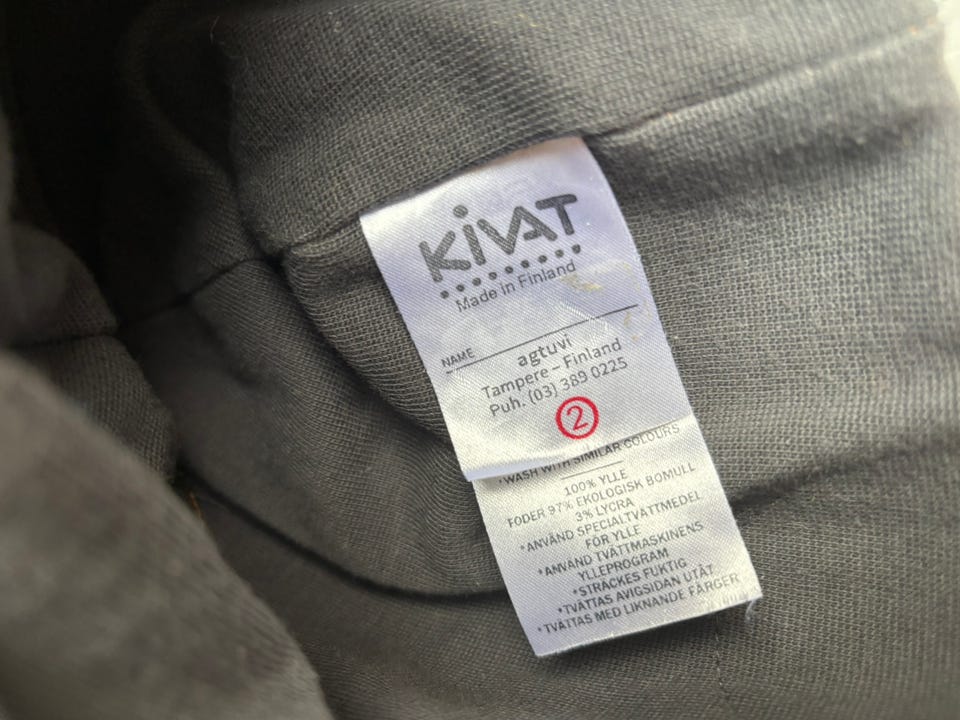 KiVAT
Made in Finland
NAME
agtuvi
Tampere – Finland
Puh. (03) 389 0225
2
*WASH WITH SIMILAR COLOURS
100% YLLE
FODER 97% EKOLOGISK BOMULL
3% LYCRA
*ANVÄND SPECIALTVÄTTMEDEL
FÖR YLLE
*ANVÄND TVÄTTMASKINENS
YLLEPROGRAM
*STRÄCKES FUKTIG
*TVÄTTAS AVIGSIDAN UTÅT
*TVÄTTAS MED LIKNANDE FÄRGER